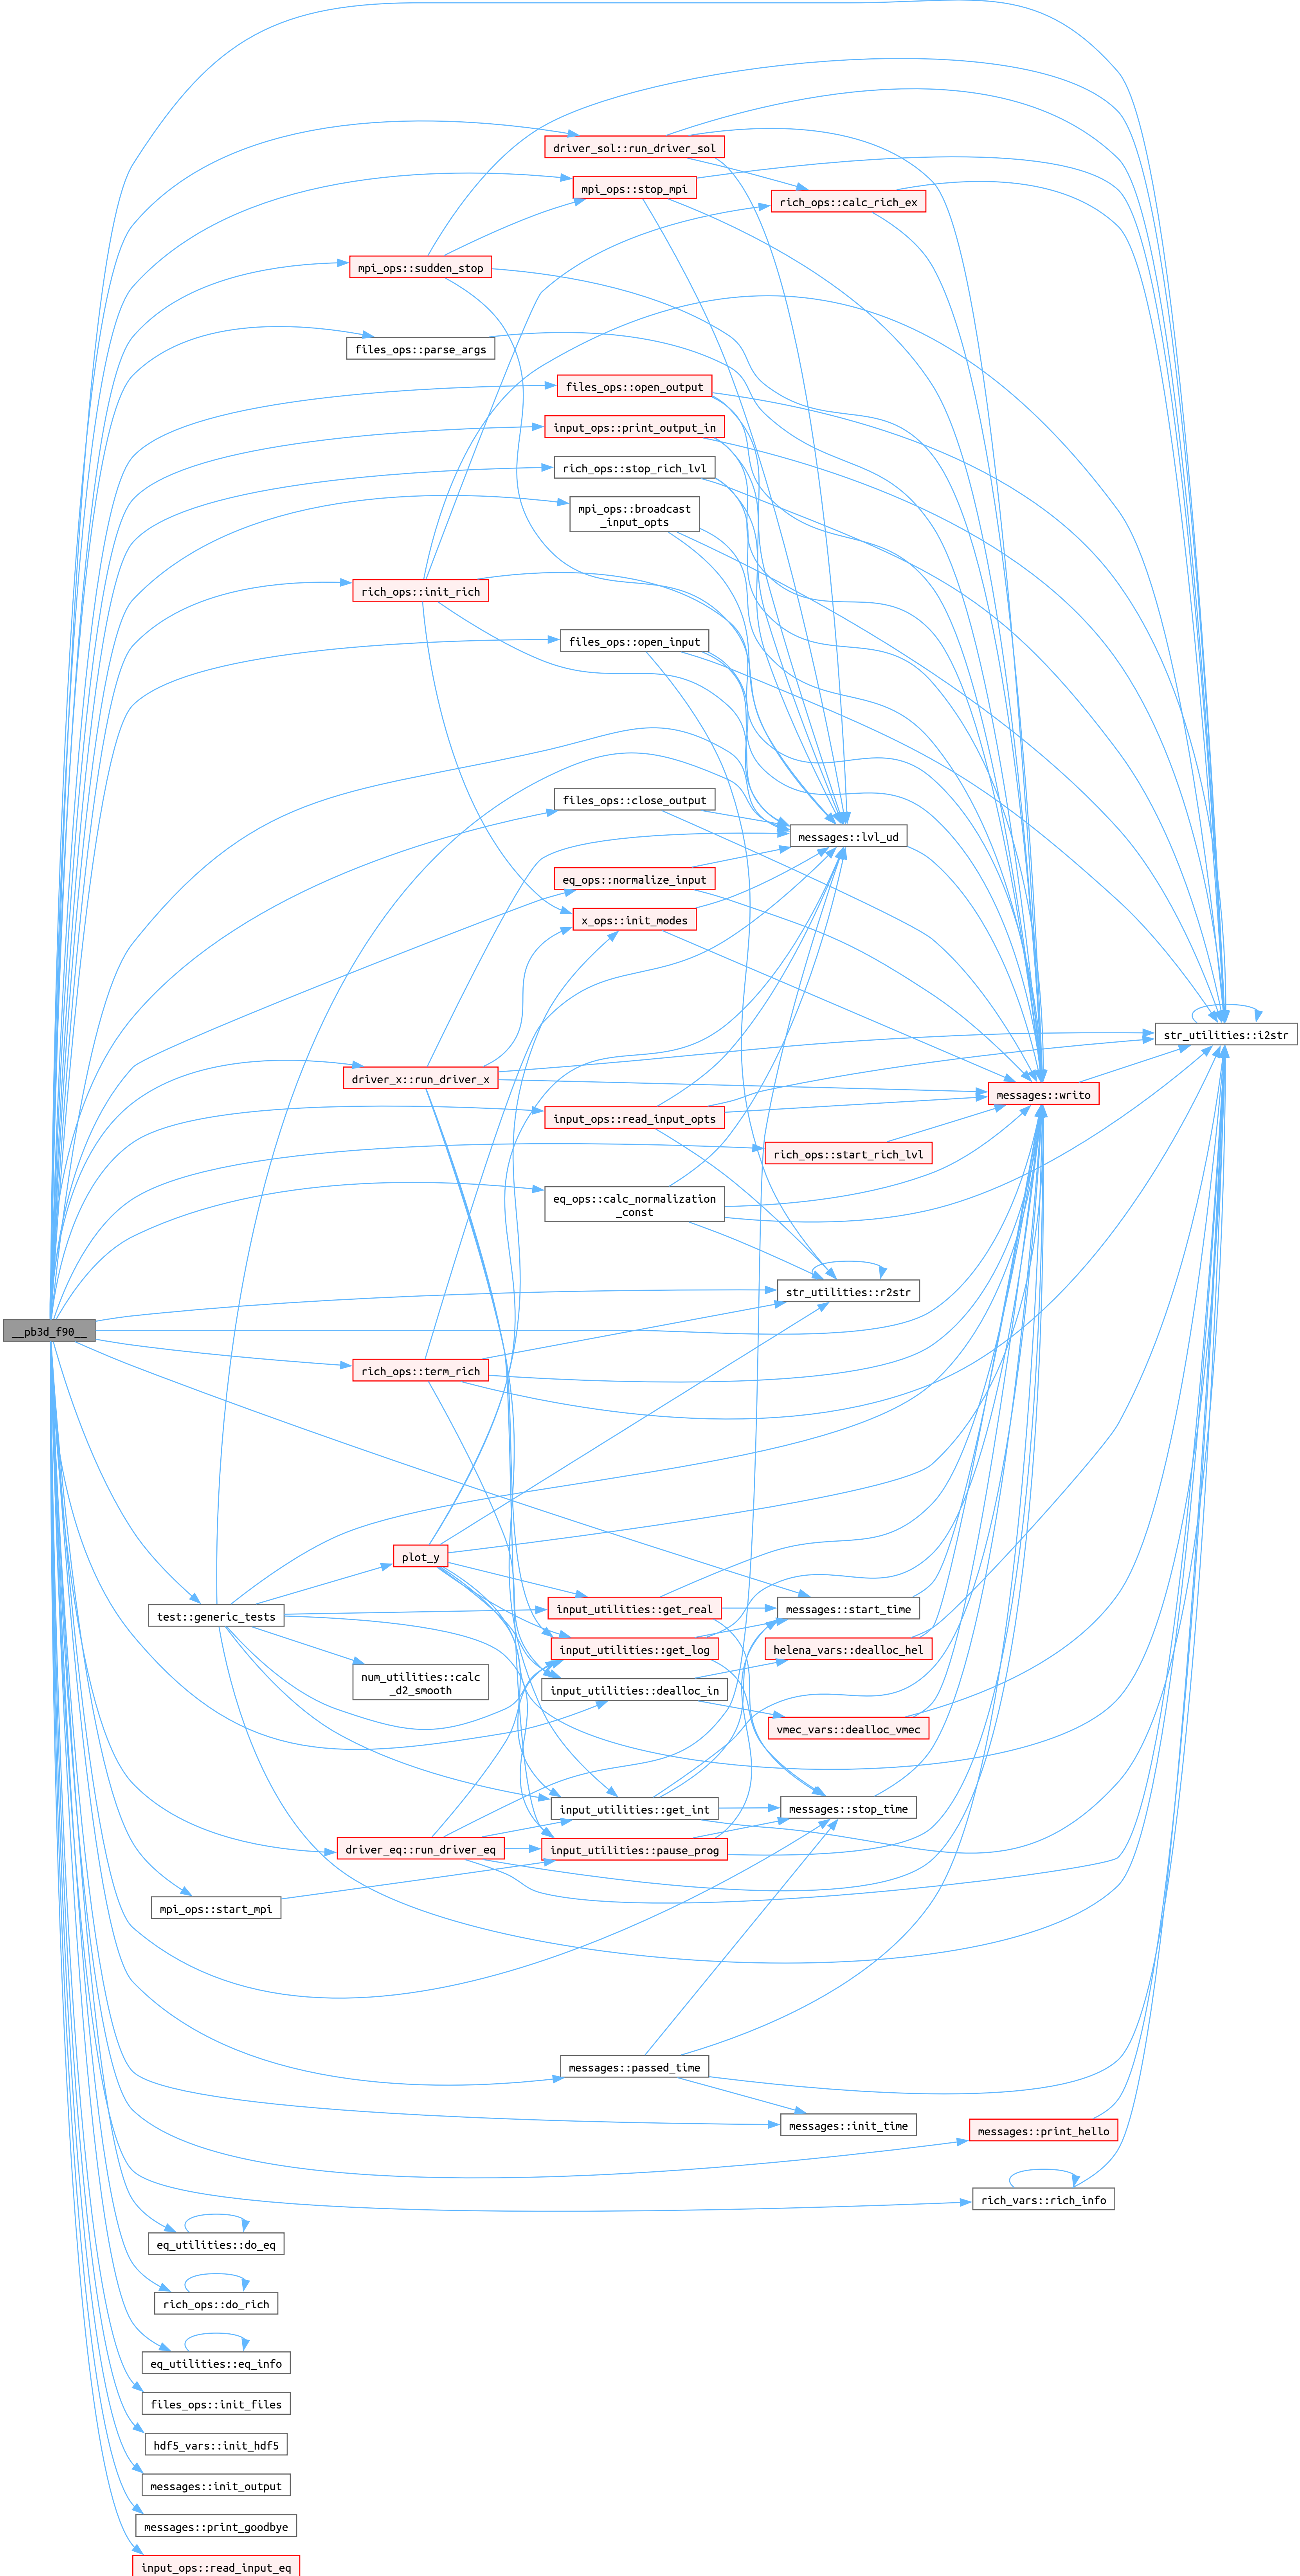 driver_sol::run_driver_sol
mpi_ops::stop_mpi
rich_ops::calc_rich_ex
mpi_ops::sudden_stop
files_ops::parse_args
files_ops::open_output
input_ops::print_output_in
rich_ops::stop_rich_lvl
mpi_ops::broadcast
_input_opts
rich_ops::init_rich
files_ops::open_input
files_ops::close_output
messages::lvl_ud
eq_ops::normalize_input
x_ops::init_modes
str_utilities::i2str
driver_x::run_driver_x
messages::writo
input_ops::read_input_opts
rich_ops::start_rich_lvl
eq_ops::calc_normalization
_const
str_utilities::r2str
__pb3d_f90__
rich_ops::term_rich
plot_y
input_utilities::get_real
messages::start_time
test::generic_tests
input_utilities::get_log
helena_vars::dealloc_hel
num_utilities::calc
_d2_smooth
input_utilities::dealloc_in
vmec_vars::dealloc_vmec
input_utilities::get_int
messages::stop_time
driver_eq::run_driver_eq
input_utilities::pause_prog
mpi_ops::start_mpi
messages::passed_time
messages::init_time
messages::print_hello
rich_vars::rich_info
eq_utilities::do_eq
rich_ops::do_rich
eq_utilities::eq_info
files_ops::init_files
hdf5_vars::init_hdf5
messages::init_output
messages::print_goodbye
input_ops::read_input_eq